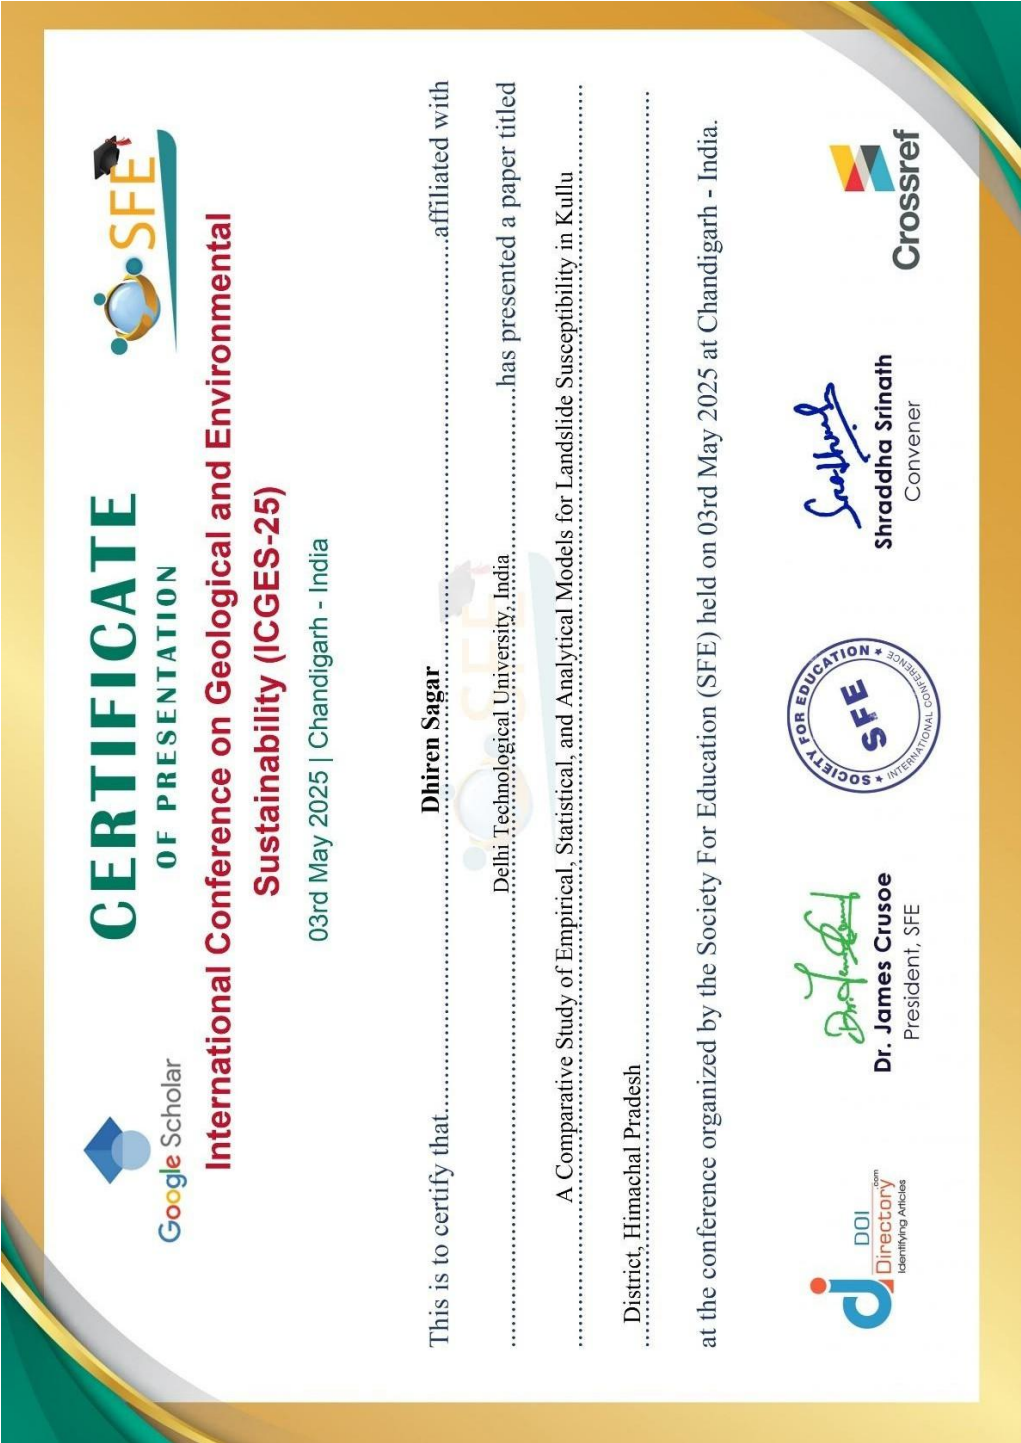 Google Scholar
CERTIFICATE
OF PRESENTATION
SFE
International Conference on Geological and Environmental
Sustainability (ICGES-25)
03rd May 2025 | Chandigarh - India
This is to certify that Dhiren Sagar affiliated with
Delhi Technological University, India has presented a paper titled
A Comparative Study of Empirical, Statistical, and Analytical Models for Landslide Susceptibility in Kullu
District, Himachal Pradesh
at the conference organized by the Society For Education (SFE) held on 03rd May 2025 at Chandigarh - India.
SFE
DOI
Directory.com
Identifying Articles
Dr. James Crusoe
President, SFE
SOCIETY FOR EDUCATION
SFE
INTERNATIONAL CONFERENCE
Shraddha Srinath
Convener
Crossref